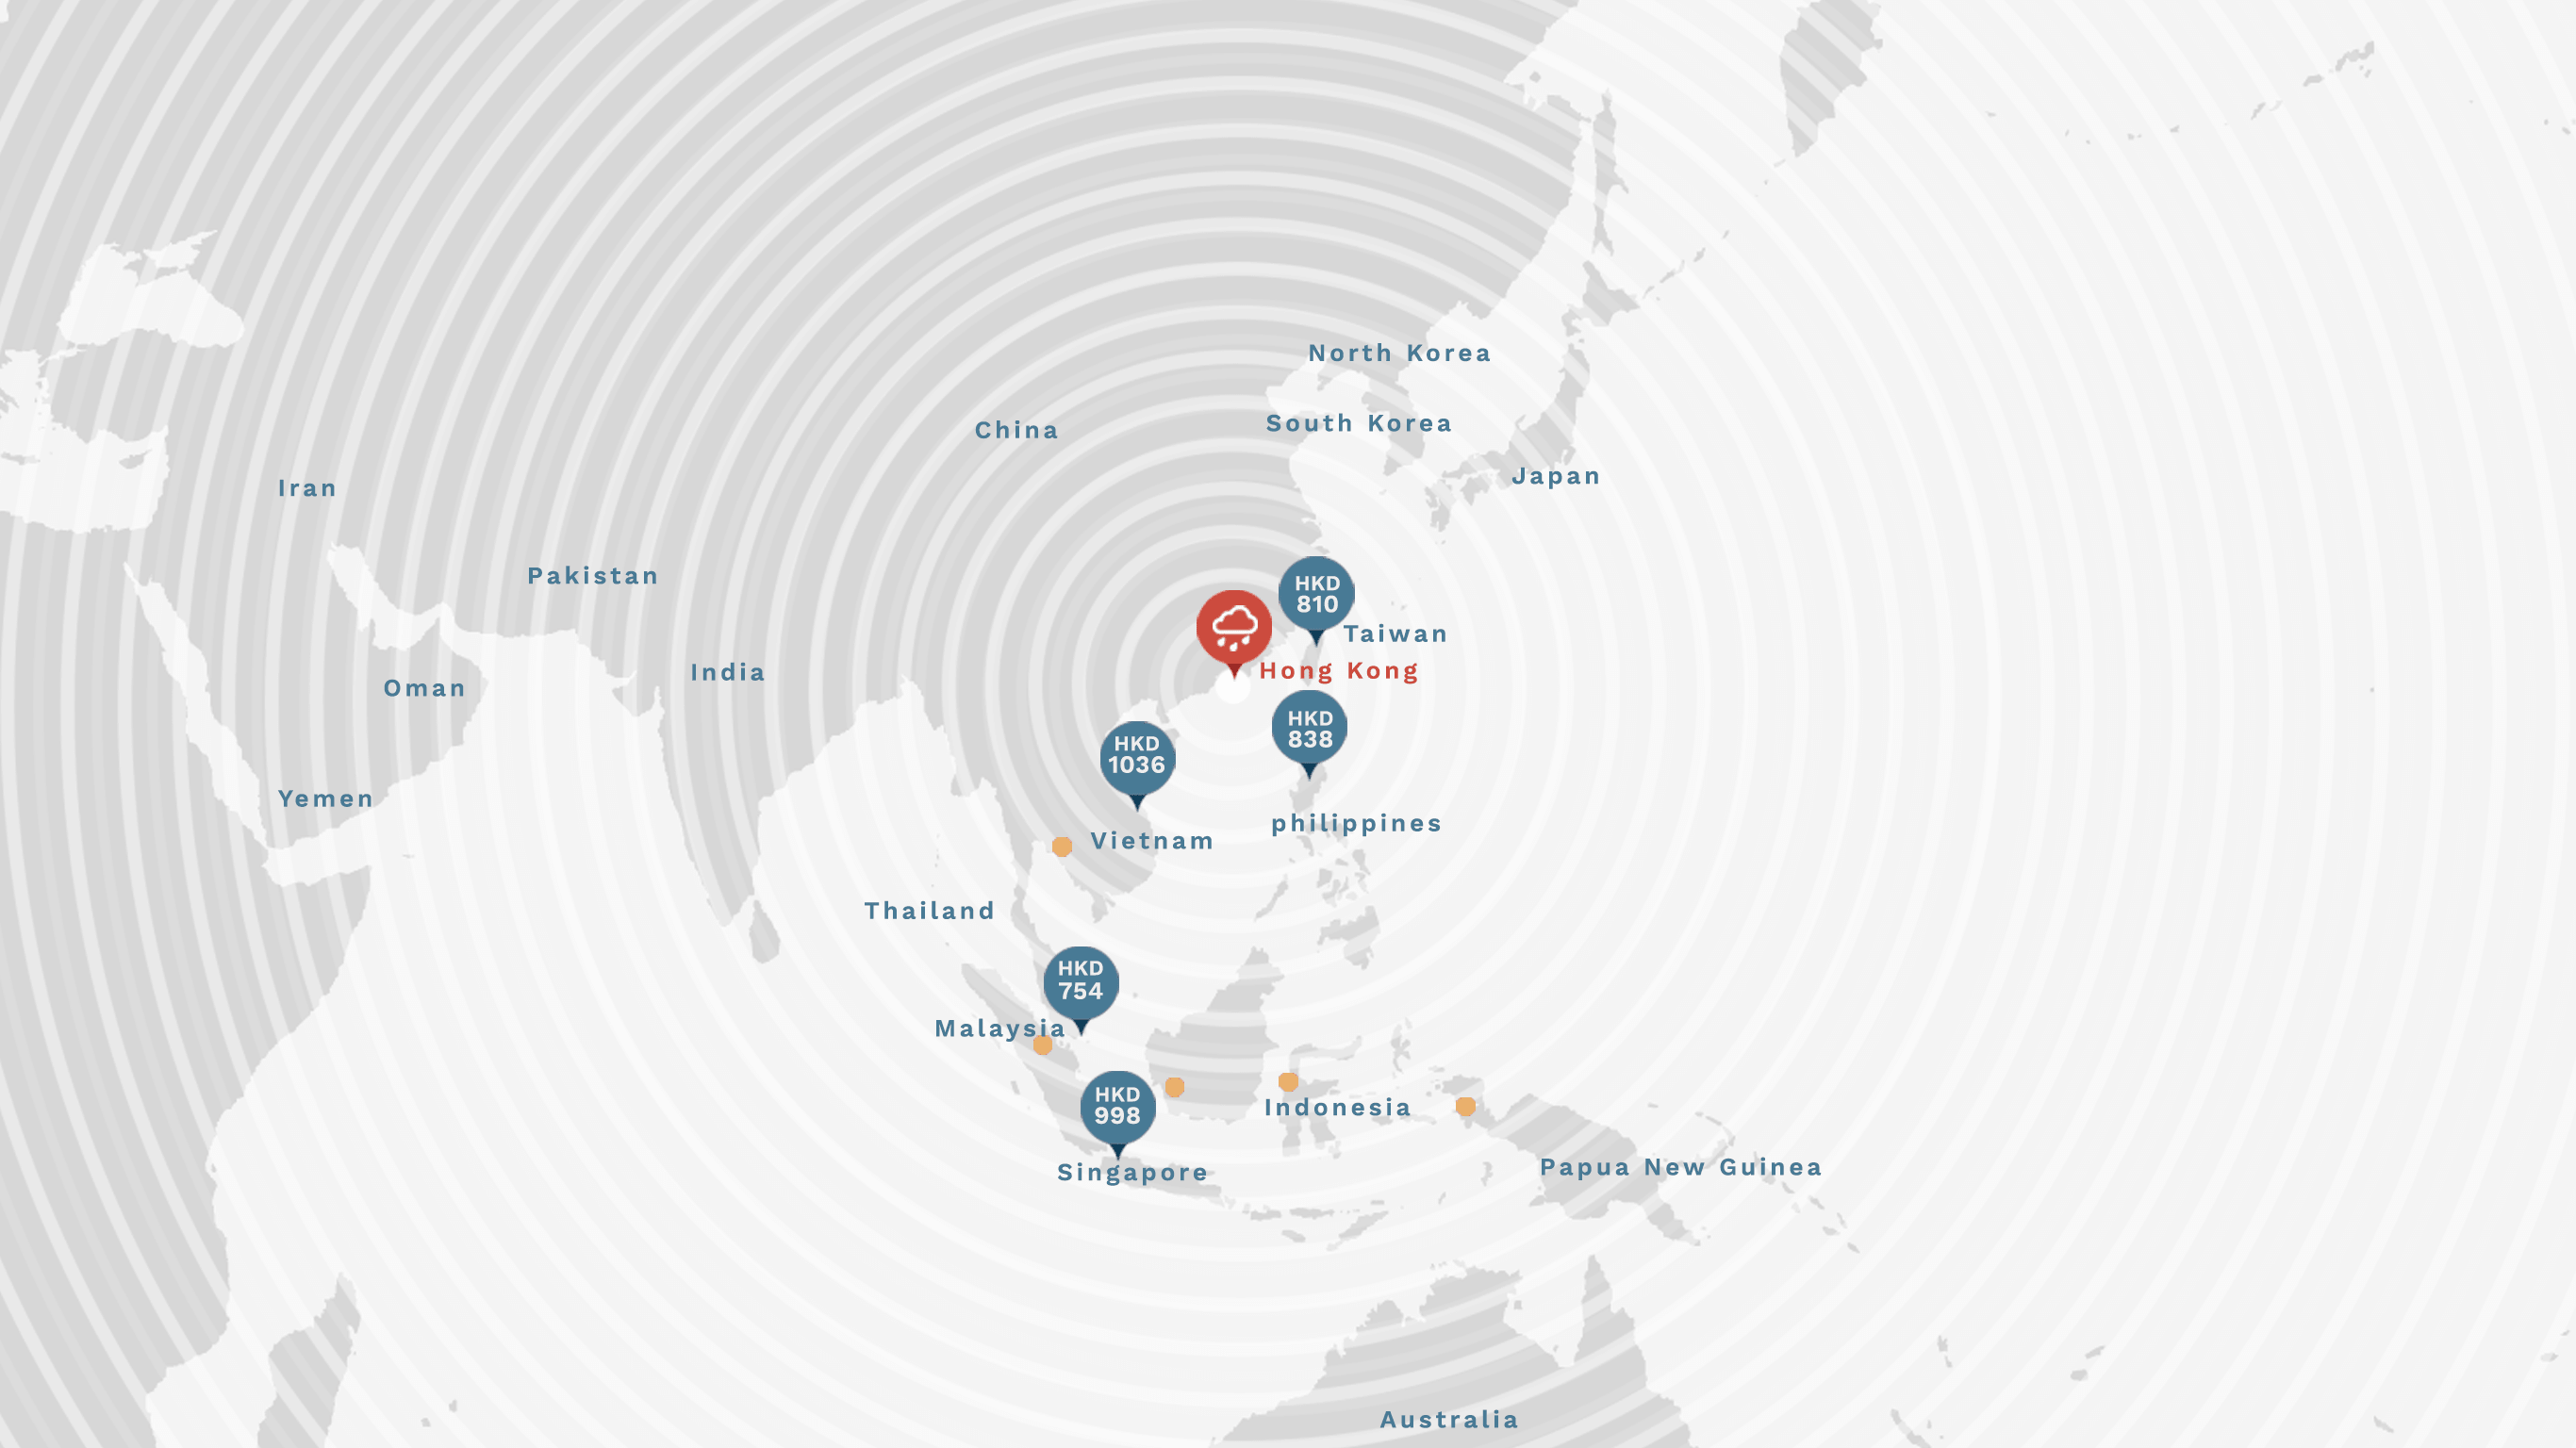 North Korea
South Korea
China
Japan
Iran
Pakistan
HKD
810
Taiwan
Hong Kong
India
Oman
HKD
838
HKD
1036
Yemen
philippines
Vietnam
Thailand
HKD
754
Malaysia
HKD
998
Indonesia
Singapore
Papua New Guinea
Australia